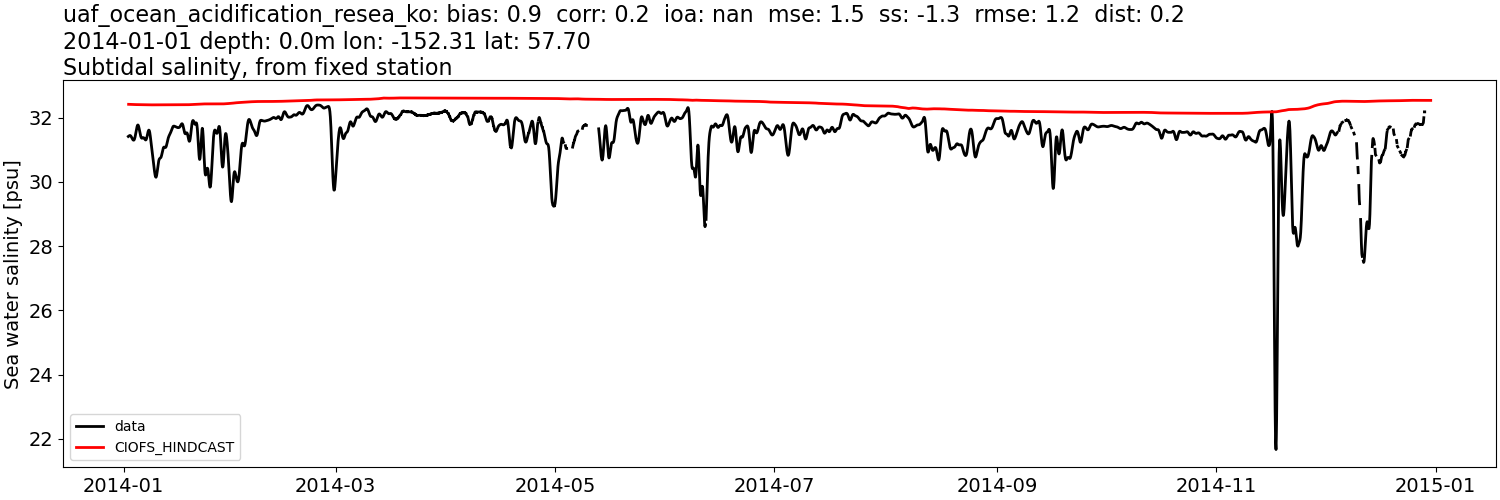 uaf_ocean_acidification_resea_ko: bias: 0.9  corr: 0.2  ioa: nan  mse: 1.5  ss: -1.3  rmse: 1.2  dist: 0.2
2014-01-01 depth: 0.0m lon: -152.31 lat: 57.70
Subtidal salinity, from fixed station
Sea water salinity [psu]
32
30
28
26
24
22
data
CIOFS_HINDCAST
2014-01
2014-03
2014-05
2014-07
2014-09
2014-11
2015-01